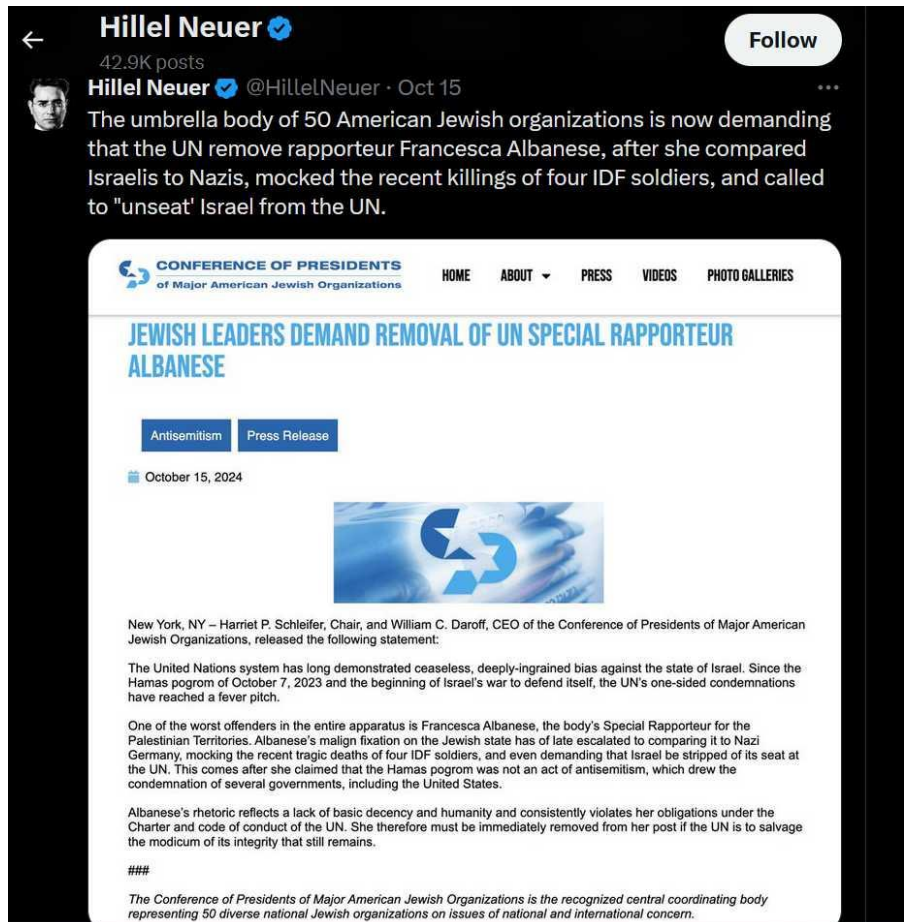 Hillel Neuer
42.9K posts
Follow
Hillel Neuer @HillelNeuer · Oct 15
The umbrella body of 50 American Jewish organizations is now demanding
that the UN remove rapporteur Francesca Albanese, after she compared
Israelis to Nazis, mocked the recent killings of four IDF soldiers, and called
to "unseat' Israel from the UN.
CONFERENCE OF PRESIDENTS
of Major American Jewish Organizations
HOME ABOUT PRESS VIDEOS PHOTO GALLERIES
JEWISH LEADERS DEMAND REMOVAL OF UN SPECIAL RAPPORTEUR
ALBANESE
Antisemitism Press Release
October 15, 2024
New York, NY – Harriet P. Schleifer, Chair, and William C. Daroff, CEO of the Conference of Presidents of Major American
Jewish Organizations, released the following statement:
The United Nations system has long demonstrated ceaseless, deeply-ingrained bias against the state of Israel. Since the
Hamas pogrom of October 7, 2023 and the beginning of Israel's war to defend itself, the UN's one-sided condemnations
have reached a fever pitch.
One of the worst offenders in the entire apparatus is Francesca Albanese, the body's Special Rapporteur for the
Palestinian Territories. Albanese's malign fixation on the Jewish state has of late escalated to comparing it to Nazi
Germany, mocking the recent tragic deaths of four IDF soldiers, and even demanding that Israel be stripped of its seat at
the UN. This comes after she claimed that the Hamas pogrom was not an act of antisemitism, which drew the
condemnation of several governments, including the United States.
Albanese's rhetoric reflects a lack of basic decency and humanity and consistently violates her obligations under the
Charter and code of conduct of the UN. She therefore must be immediately removed from her post if the UN is to salvage
the modicum of its integrity that still remains.
###
The Conference of Presidents of Major American Jewish Organizations is the recognized central coordinating body
representing 50 diverse national Jewish organizations on issues of national and international concern.